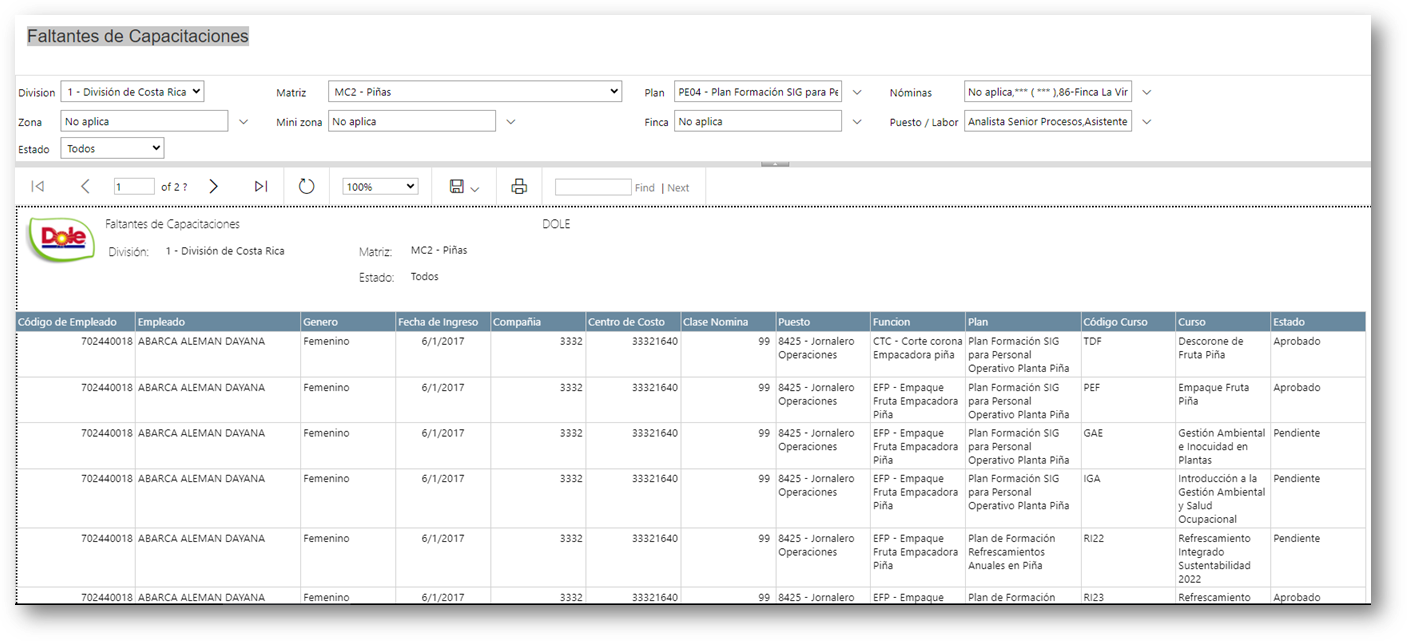 Faltantes de Capacitaciones
Division 1 - División de Costa Rica Matriz MC2 - Piñas Plan PE04 - Plan Formación SIG para Pe Nóminas No aplica,*** ( *** ),86-Finca La Vir
Zona No aplica Mini zona No aplica Finca No aplica Puesto / Labor Analista Senior Procesos,Asistente
Estado Todos
1 of 2 ? 100% Find | Next
Dole
Faltantes de Capacitaciones DOLE
División: 1 - División de Costa Rica Matriz: MC2 - Piñas
Estado: Todos
Código de Empleado Empleado Genero Fecha de Ingreso Compañia Centro de Costo Clase Nomina Puesto Funcion Plan Código Curso Curso Estado
702440018 ABARCA ALEMAN DAYANA Femenino 6/1/2017 3332 33321640 99 8425 - Jornalero CTC - Corte corona Plan Formación SIG TDF Descorone de Aprobado
Operaciones Empacadora piña para Personal Fruta Piña
Operativo Planta Piña
702440018 ABARCA ALEMAN DAYANA Femenino 6/1/2017 3332 33321640 99 8425 - Jornalero EFP - Empaque Plan Formación SIG PEF Empaque Fruta Aprobado
Operaciones Fruta Empacadora para Personal Piña
Piña Operativo Planta Piña
702440018 ABARCA ALEMAN DAYANA Femenino 6/1/2017 3332 33321640 99 8425 - Jornalero EFP - Empaque Plan Formación SIG GAE Gestión Ambiental Pendiente
Operaciones Fruta Empacadora para Personal e Inocuidad en
Piña Operativo Planta Piña Plantas
702440018 ABARCA ALEMAN DAYANA Femenino 6/1/2017 3332 33321640 99 8425 - Jornalero EFP - Empaque Plan Formación SIG IGA Introducción a la Pendiente
Operaciones Fruta Empacadora para Personal Gestión Ambiental
Piña Operativo Planta Piña y Salud
Ocupacional
702440018 ABARCA ALEMAN DAYANA Femenino 6/1/2017 3332 33321640 99 8425 - Jornalero EFP - Empaque Plan de Formación RI22 Refrescamiento Pendiente
Operaciones Fruta Empacadora Refrescamientos Integrado
Piña Anuales en Piña Sustentabilidad
2022
702440018 ABARCA ALEMAN DAYANA Femenino 6/1/2017 3332 33321640 99 8425 - Jornalero EFP - Empaque Plan de Formación RI23 Refrescamiento Aprobado